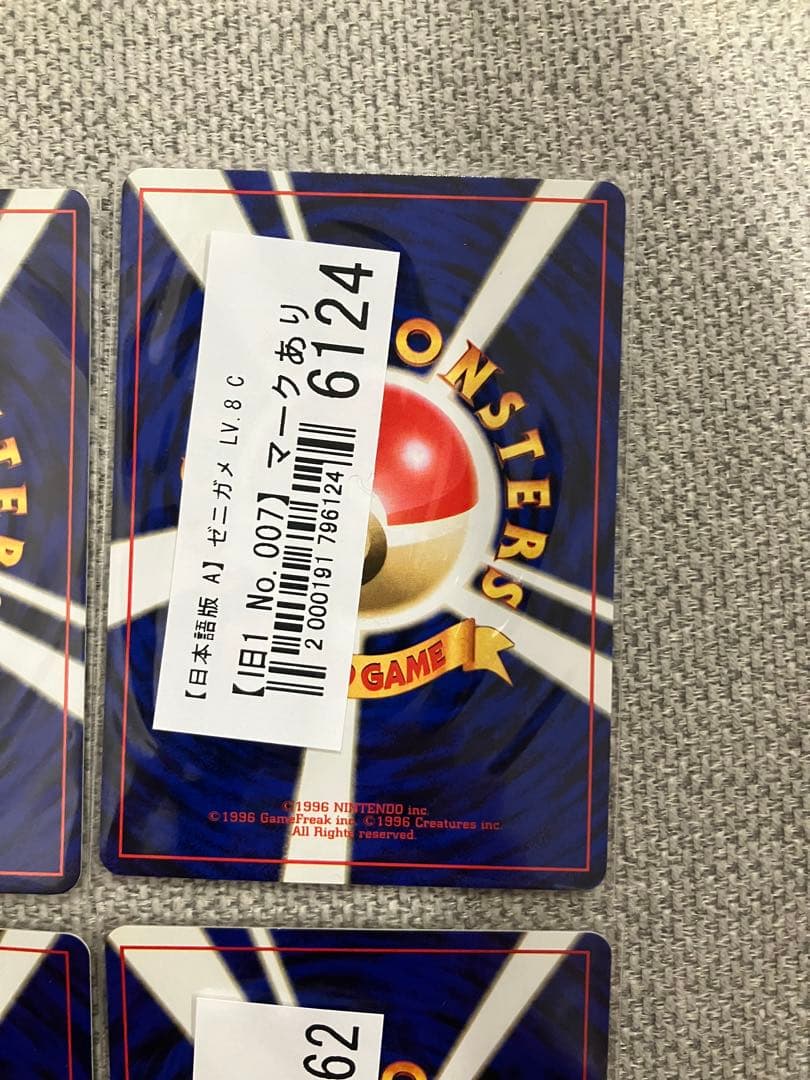 【日本語版 A】ゼニガメ LV.8 C
【旧1 No.007】マークあり
2 000191 796124
6124
ONSTERS
GAME
©1996 NINTENDO inc.
©1996 GameFreak inc. ©1996 Creatures inc.
All Rights reserved.
TER
62
O